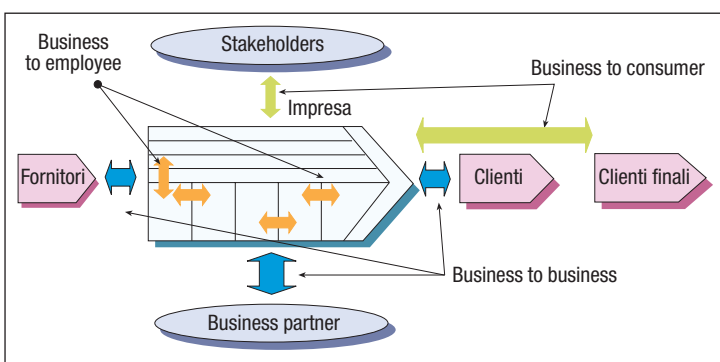 Business
to employee
Stakeholders
Business to consumer
Impresa
Fornitori
Clienti
Clienti finali
Business to business
Business partner